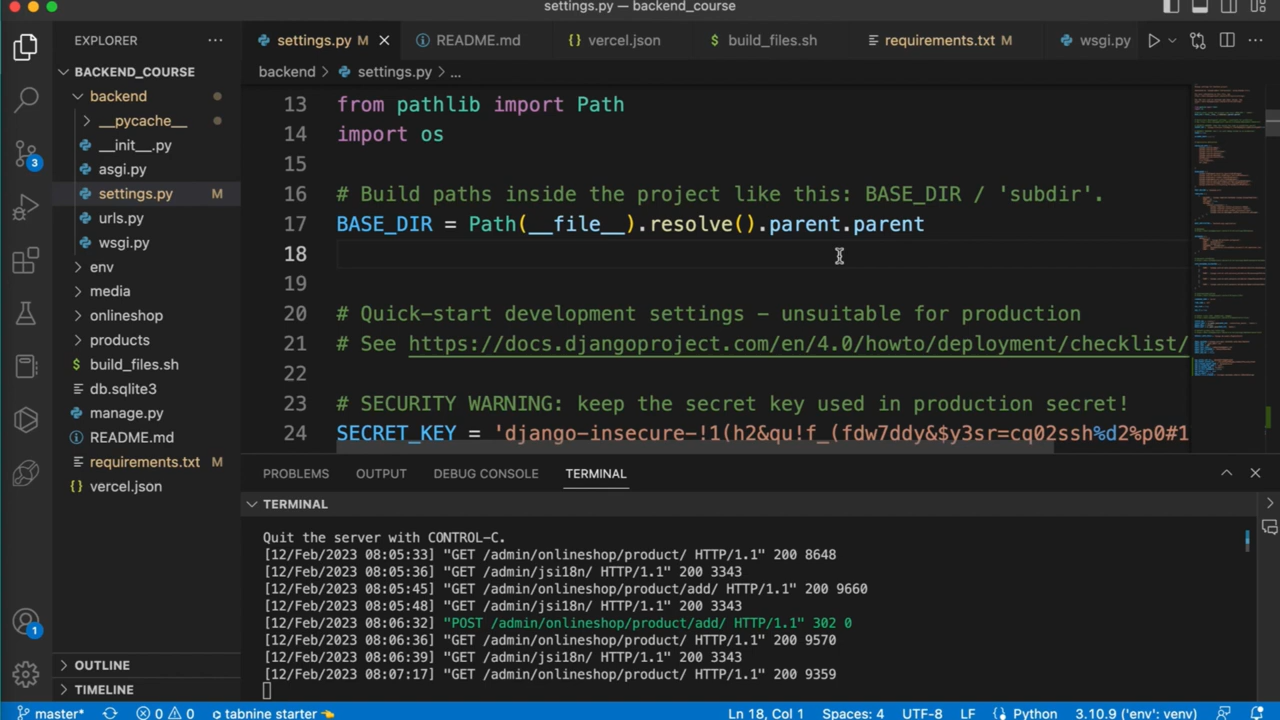 settings.py — backend_course
EXPLORER
settings.py M
README.md
vercel.json
build_files.sh
requirements.txt M
wsgi.py
BACKEND_COURSE
backend > settings.py > ...
backend
__pycache__
__init__.py
asgi.py
settings.py M
urls.py
wsgi.py
env
media
onlineshop
products
build_files.sh
db.sqlite3
manage.py
README.md
requirements.txt M
vercel.json
3
1
OUTLINE
TIMELINE
13 from pathlib import Path
14 import os
15
16 # Build paths inside the project like this: BASE_DIR / 'subdir'.
17 BASE_DIR = Path(__file__).resolve().parent.parent
18
19
20 # Quick-start development settings - unsuitable for production
21 # See https://docs.djangoproject.com/en/4.0/howto/deployment/checklist/
22
23 # SECURITY WARNING: keep the secret key used in production secret!
24 SECRET_KEY = 'django-insecure-!1(h2&qu!f_(fdw7ddy&$y3sr=cq02ssh%d2%p0#1
PROBLEMS OUTPUT DEBUG CONSOLE TERMINAL
TERMINAL
Quit the server with CONTROL-C.
[12/Feb/2023 08:05:33] "GET /admin/onlineshop/product/ HTTP/1.1" 200 8648
[12/Feb/2023 08:05:36] "GET /admin/jsi18n/ HTTP/1.1" 200 3343
[12/Feb/2023 08:05:45] "GET /admin/onlineshop/product/add/ HTTP/1.1" 200 9660
[12/Feb/2023 08:05:48] "GET /admin/jsi18n/ HTTP/1.1" 200 3343
[12/Feb/2023 08:06:32] "POST /admin/onlineshop/product/add/ HTTP/1.1" 302 0
[12/Feb/2023 08:06:36] "GET /admin/onlineshop/product/ HTTP/1.1" 200 9570
[12/Feb/2023 08:06:39] "GET /admin/jsi18n/ HTTP/1.1" 200 3343
[12/Feb/2023 08:07:17] "GET /admin/onlineshop/product/ HTTP/1.1" 200 9359
master* 0 0 tabnine starter Ln 18, Col 1 Spaces: 4 UTF-8 LF Python 3.10.9 ('env': venv)